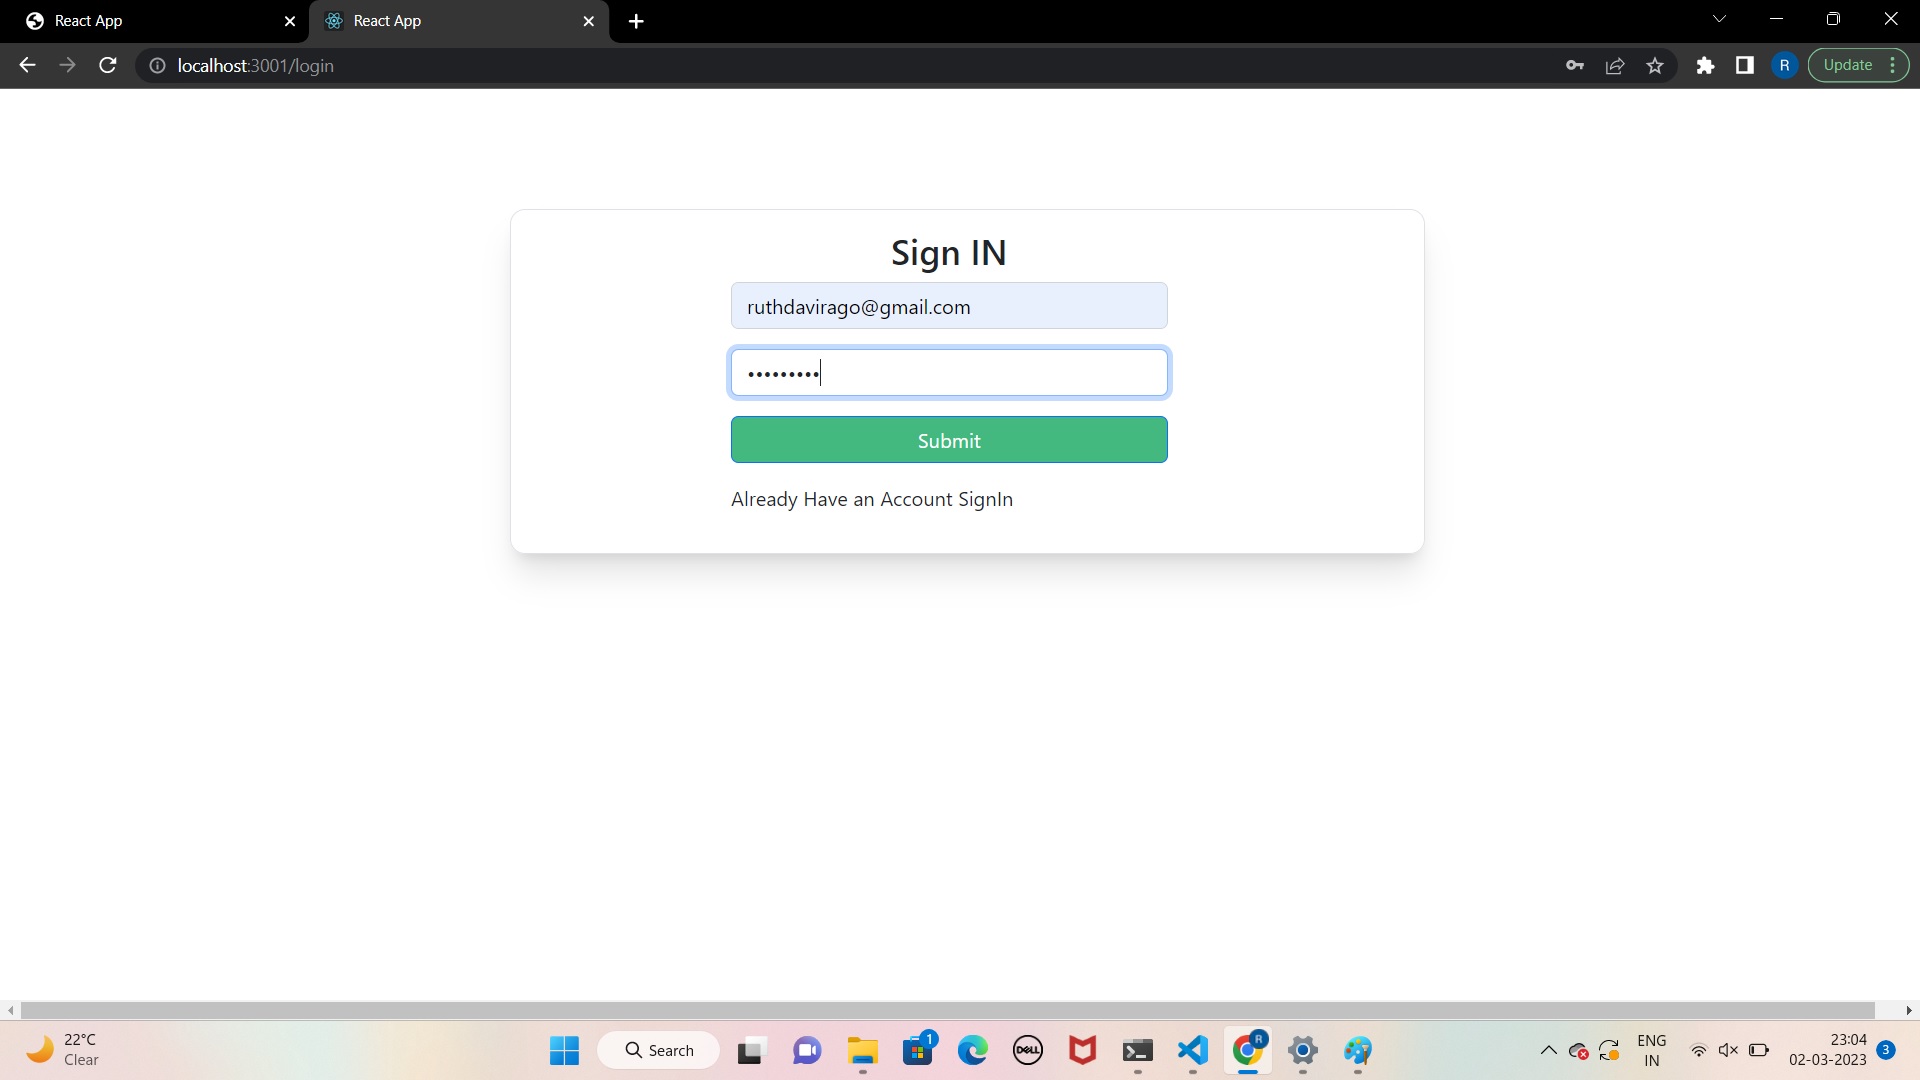 React App
React App
localhost:3001/login
R
Update
Sign IN
ruthdavirago@gmail.com
•••••••••
Submit
Already Have an Account SignIn
22°C
Clear
Search
1
DELL
R
ENG
IN
23:04
02-03-2023
3